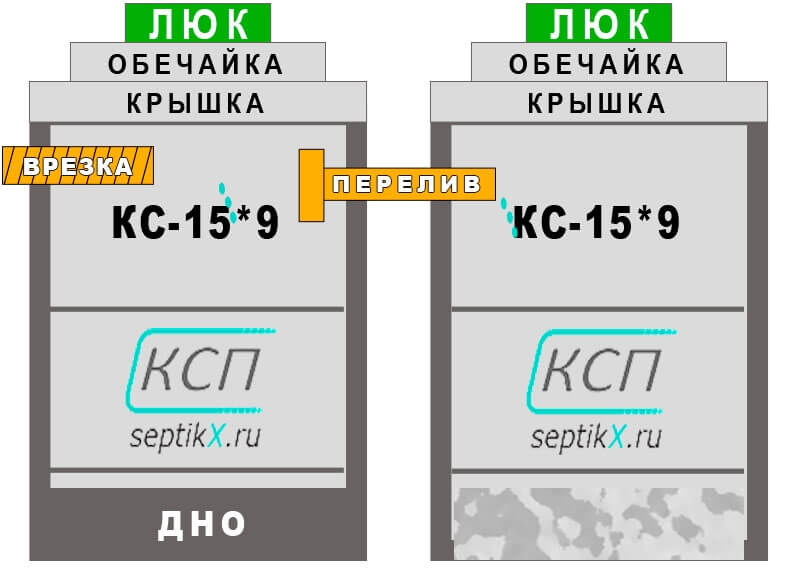 ЛЮК
ОБЕЧАЙКА
КРЫШКА
ВРЕЗКА
КС-15*9
КСП
septikX.ru
ДНО
ПЕРЕЛИВ
ЛЮК
ОБЕЧАЙКА
КРЫШКА
КС-15*9
КСП
septikX.ru